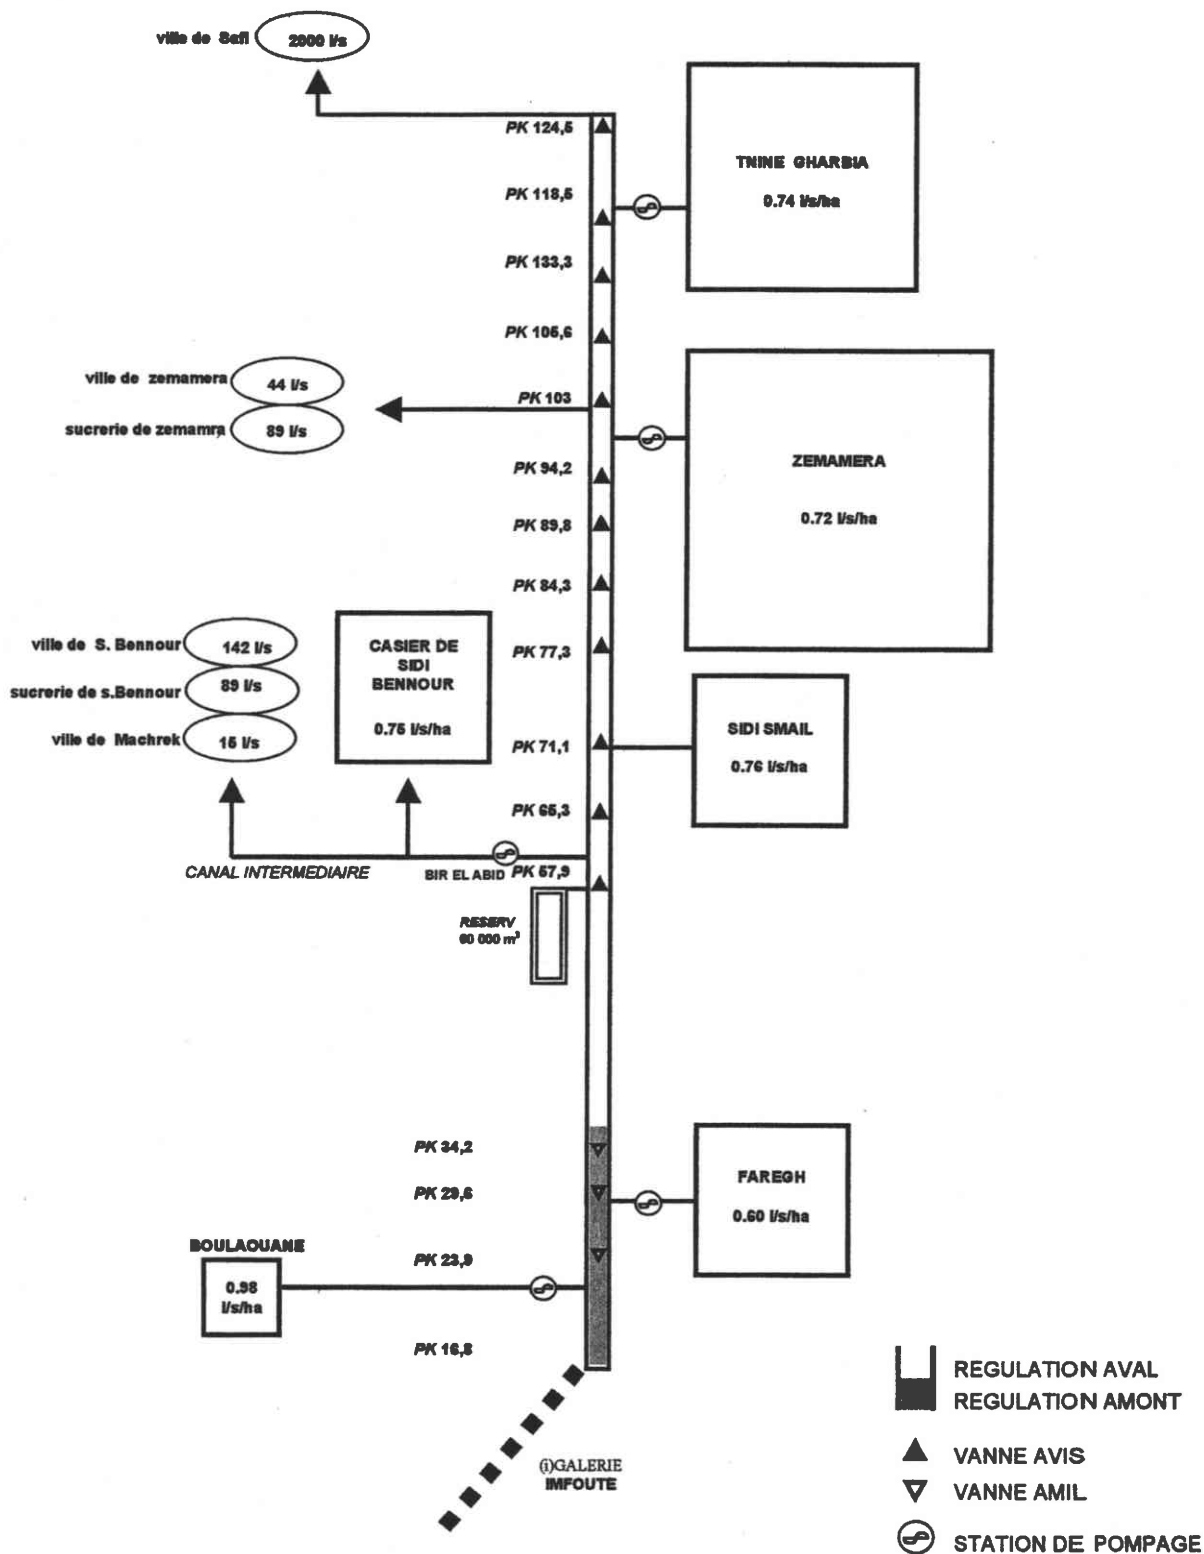 ville de Safi
2000 l/s
PK 124,5
TNINE GHARBIA
0.74 l/s/ha
PK 118,5
PK 133,3
PK 105,6
ville de zemamera
44 l/s
PK 103
sucrerie de zemamra
89 l/s
ZEMAMERA
0.72 l/s/ha
PK 94,2
PK 89,8
PK 84,3
ville de S. Bennour
142 l/s
sucrerie de s.Bennour
89 l/s
ville de Machrek
15 l/s
CASIER DE
SIDI
BENNOUR
0.75 l/s/ha
PK 77,3
SIDI SMAIL
0.76 l/s/ha
PK 71,1
PK 65,3
CANAL INTERMEDIAIRE
BIR EL ABID
PK 57,9
RESERV
60 000 m³
PK 34,2
PK 29,6
FAREGH
0.60 l/s/ha
BOULAOUANE
PK 23,9
0.98
l/s/ha
PK 16,8
(i)GALERIE
IMFOUTE
REGULATION AVAL
REGULATION AMONT
VANNE AVIS
VANNE AMIL
STATION DE POMPAGE